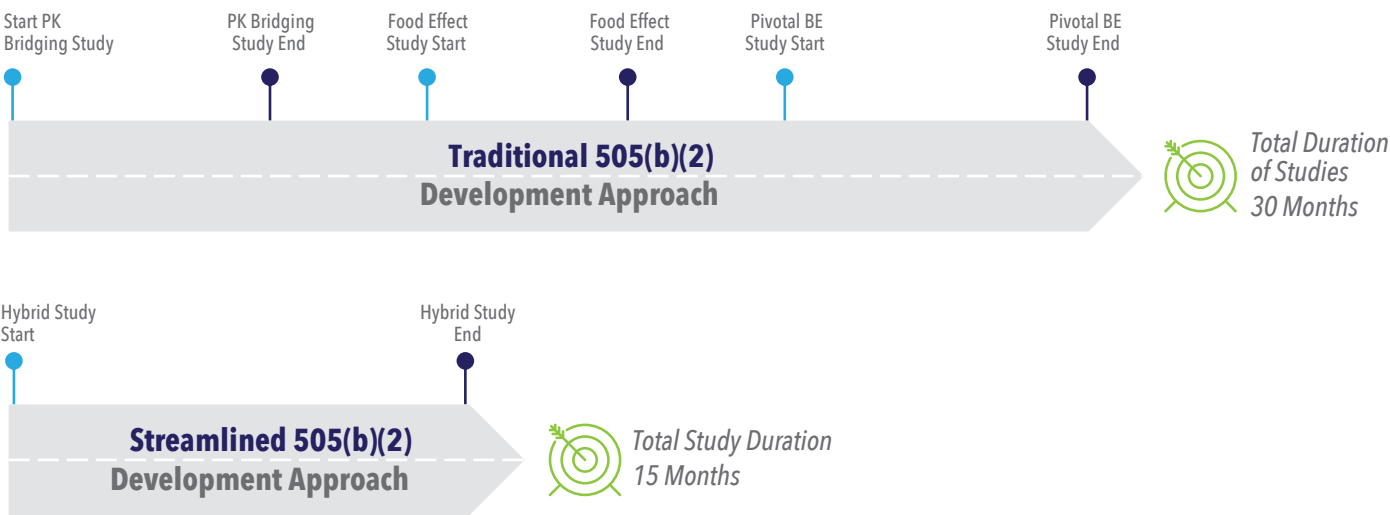 Start PK
Bridging Study
PK Bridging
Study End
Food Effect
Study Start
Food Effect
Study End
Pivotal BE
Study Start
Pivotal BE
Study End
Traditional 505(b)(2)
Development Approach
Total Duration
of Studies
30 Months
Hybrid Study
Start
Hybrid Study
End
Streamlined 505(b)(2)
Development Approach
Total Study Duration
15 Months